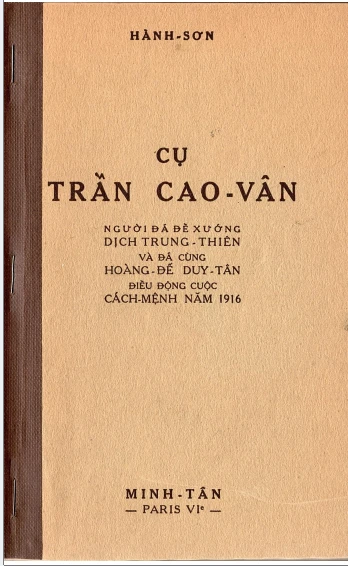 HÀNH-SƠN
CỤ
TRẦN CAO-VÂN
NGƯỜI ĐÃ ĐỀ XƯỚNG
DỊCH TRUNG-THIÊN
VÀ ĐÃ CÙNG
HOÀNG-ĐẾ DUY-TÂN
ĐIỀU ĐỘNG CUỘC
CÁCH-MỆNH NĂM 1916
MINH-TÂN
— PARIS VIᵉ —